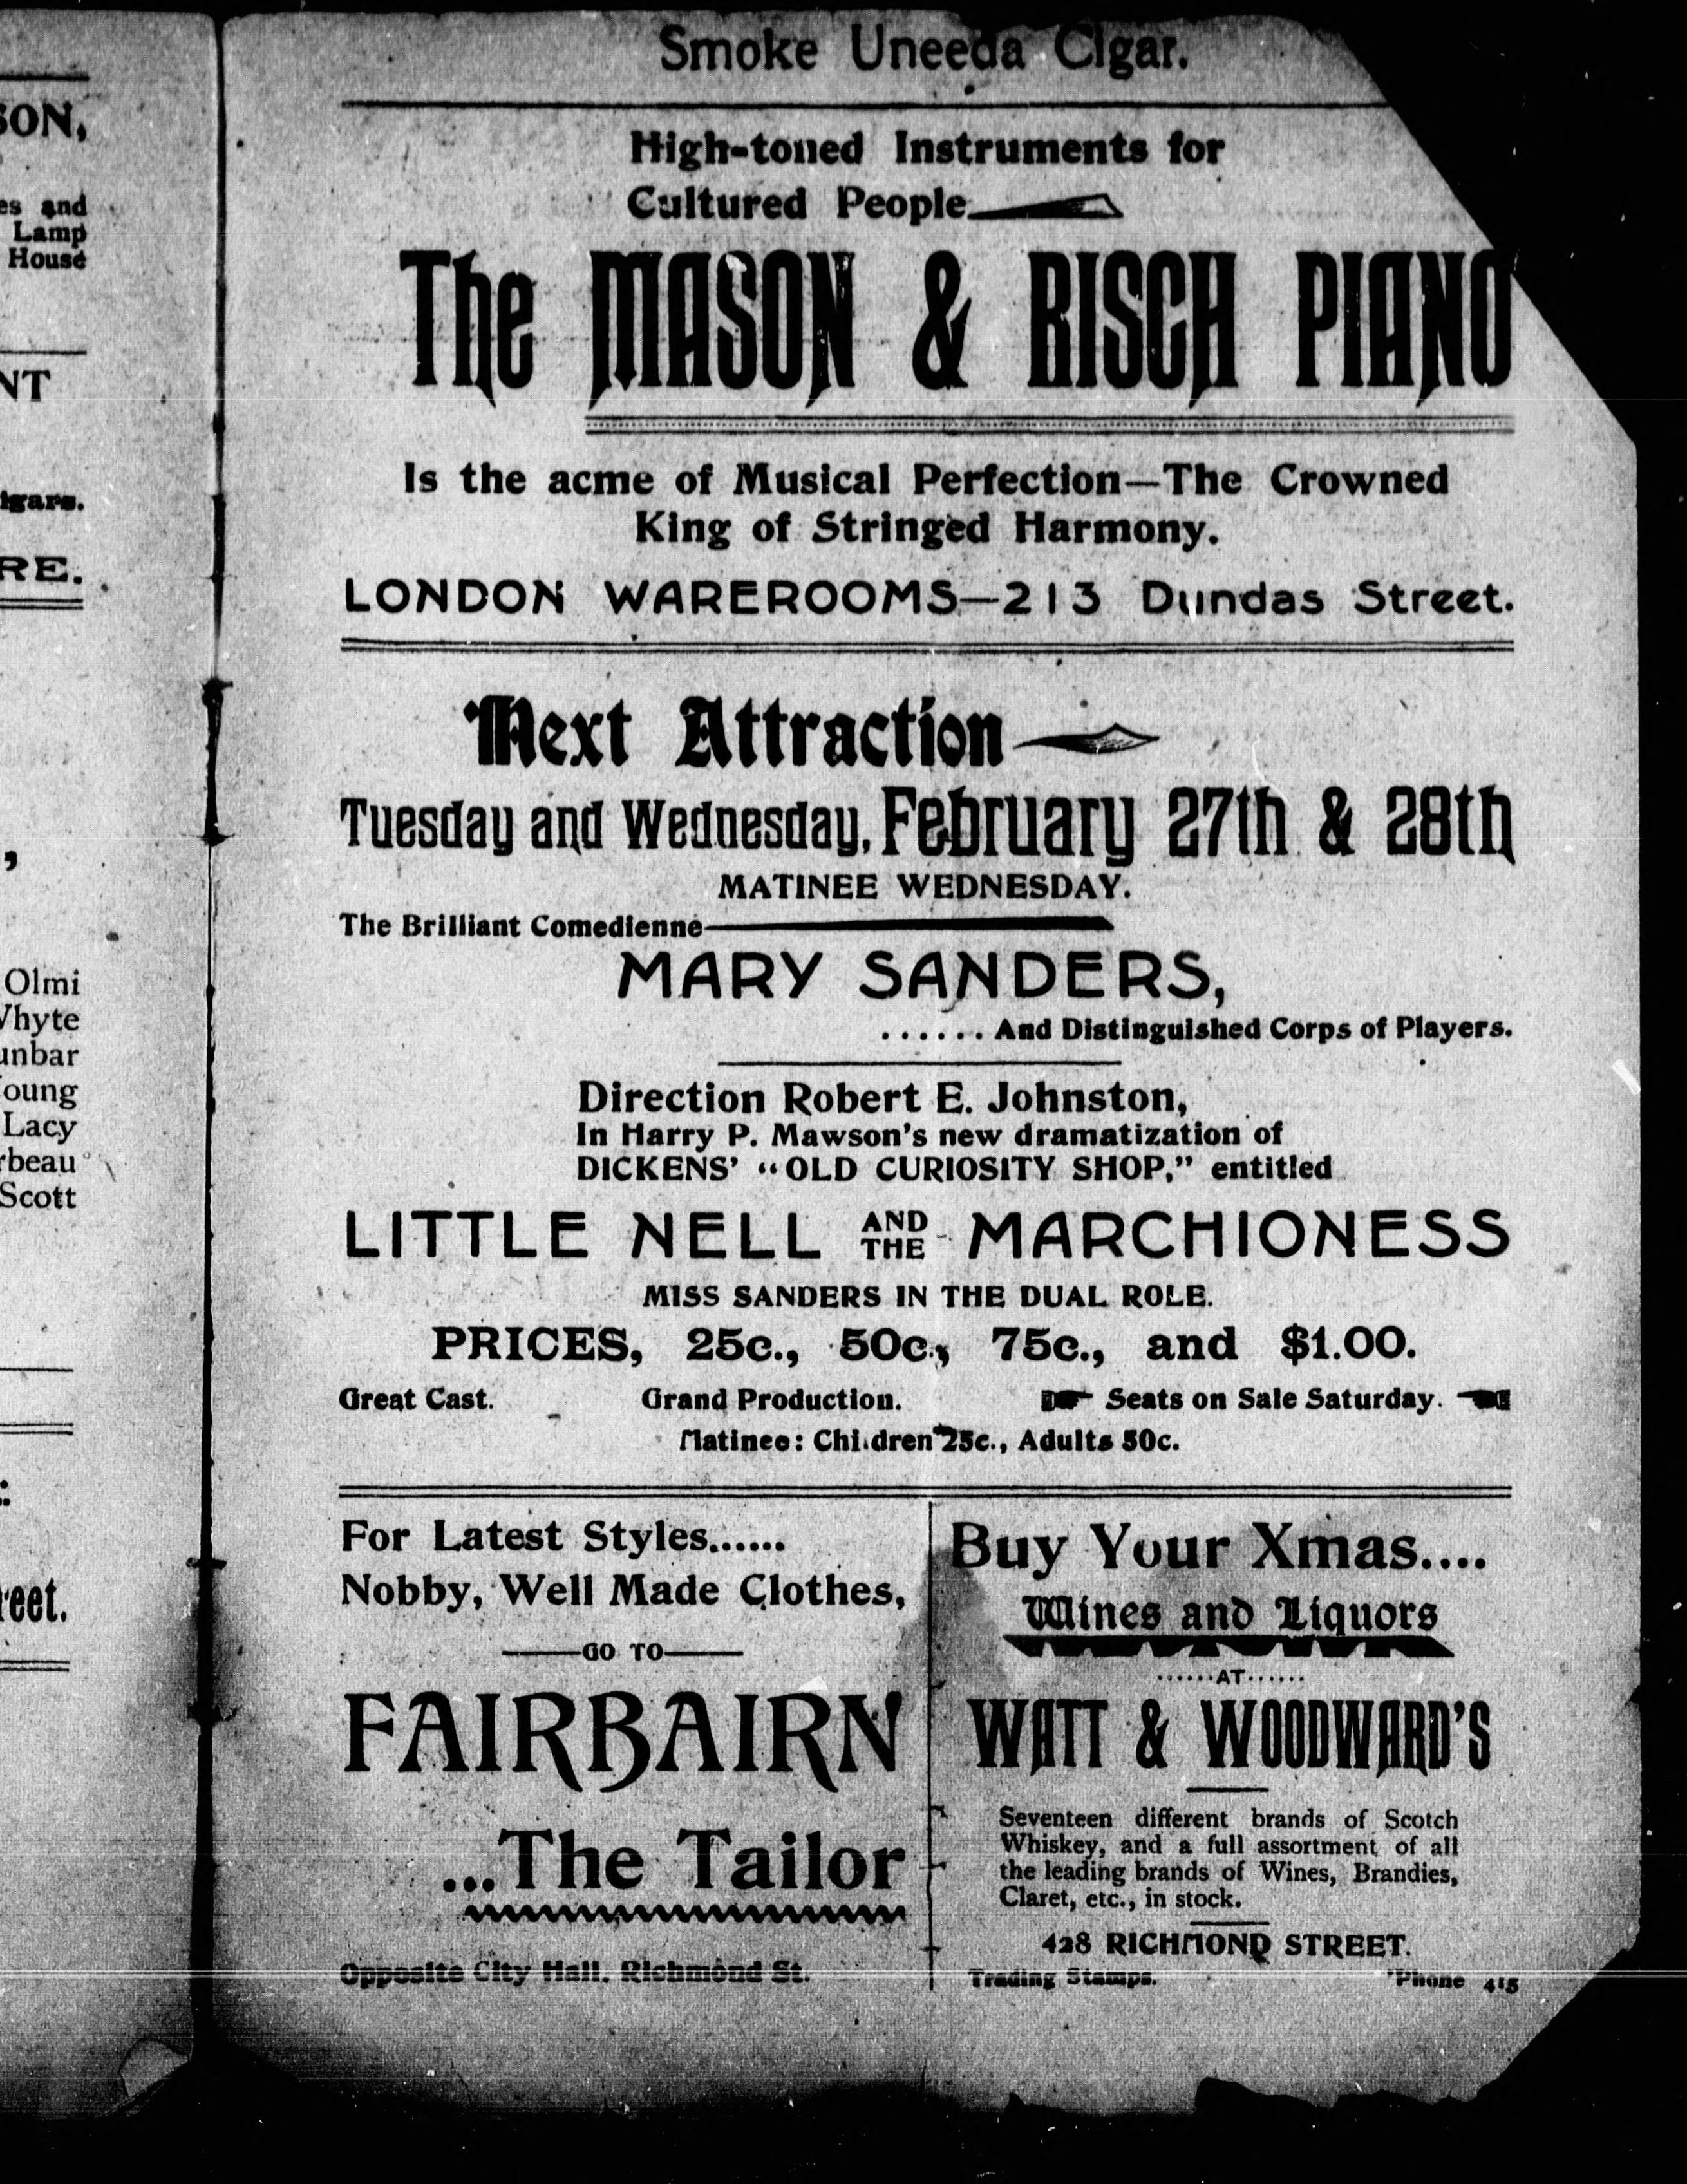 SON,
es and
Lamp
House
NT
igars.
RE.
,
Olmi
Whyte
unbar
oung
Lacy
rbeau
Scott
reet.
Smoke Uneeda Cigar.
High-toned Instruments for
Cultured People
The MASON & RISCH PIANO
Is the acme of Musical Perfection—The Crowned
King of Stringed Harmony.
LONDON WAREROOMS—213 Dundas Street.
Next Attraction
Tuesday and Wednesday, February 27th & 28th
MATINEE WEDNESDAY.
The Brilliant Comedienne
MARY SANDERS,
......And Distinguished Corps of Players.
Direction Robert E. Johnston,
In Harry P. Mawson's new dramatization of
DICKENS' "OLD CURIOSITY SHOP," entitled
LITTLE NELL AND THE MARCHIONESS
MISS SANDERS IN THE DUAL ROLE.
PRICES, 25c., 50c., 75c., and $1.00.
Great Cast. Grand Production. Seats on Sale Saturday.
Matinee: Children 25c., Adults 50c.
For Latest Styles......
Nobby, Well Made Clothes,
GO TO
FAIRBAIRN
...The Tailor
Opposite City Hall, Richmond St.
Buy Your Xmas....
Wines and Liquors
......AT......
WATT & WOODWARD'S
Seventeen different brands of Scotch
Whiskey, and a full assortment of all
the leading brands of Wines, Brandies,
Claret, etc., in stock.
428 RICHMOND STREET.
Trading Stamps. 'Phone 415